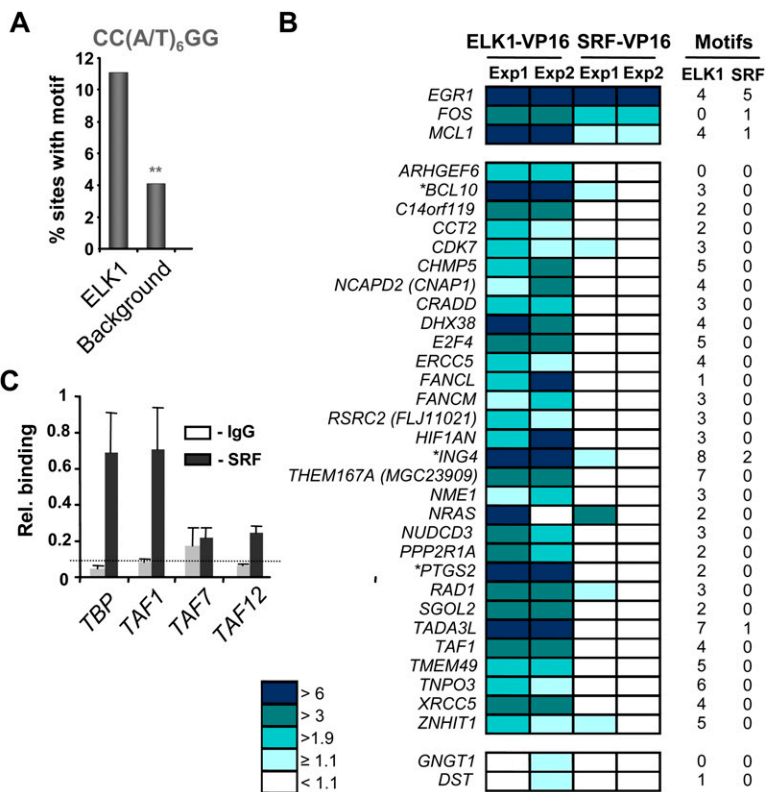 A
CC(A/T)6GG
% sites with motif
12
10
8
6
4
2
0
**
ELK1
Background
B
ELK1-VP16 SRF-VP16 Motifs
Exp1 Exp2 Exp1 Exp2 ELK1 SRF
EGR1 4 5
FOS 0 1
MCL1 4 1
ARHGEF6 0 0
*BCL10 3 0
C14orf119 2 0
CCT2 2 0
CDK7 3 0
CHMP5 5 0
NCAPD2 (CNAP1) 4 0
CRADD 3 0
DHX38 4 0
E2F4 5 0
ERCC5 4 0
FANCL 1 0
FANCM 3 0
RSRC2 (FLJ11021) 3 0
HIF1AN 3 0
*ING4 8 2
THEM167A (MGC23909) 7 0
NME1 3 0
NRAS 2 0
NUDCD3 3 0
PPP2R1A 2 0
*PTGS2 2 0
RAD1 3 0
SGOL2 2 0
TADA3L 7 1
TAF1 4 0
TMEM49 5 0
TNPO3 6 0
XRCC5 4 0
ZNHIT1 5 0
GNGT1 0 0
DST 1 0
C
Rel. binding
1
0.8
0.6
0.4
0.2
0
- IgG
- SRF
TBP
TAF1
TAF7
TAF12
> 6
> 3
>1.9
≥ 1.1
< 1.1